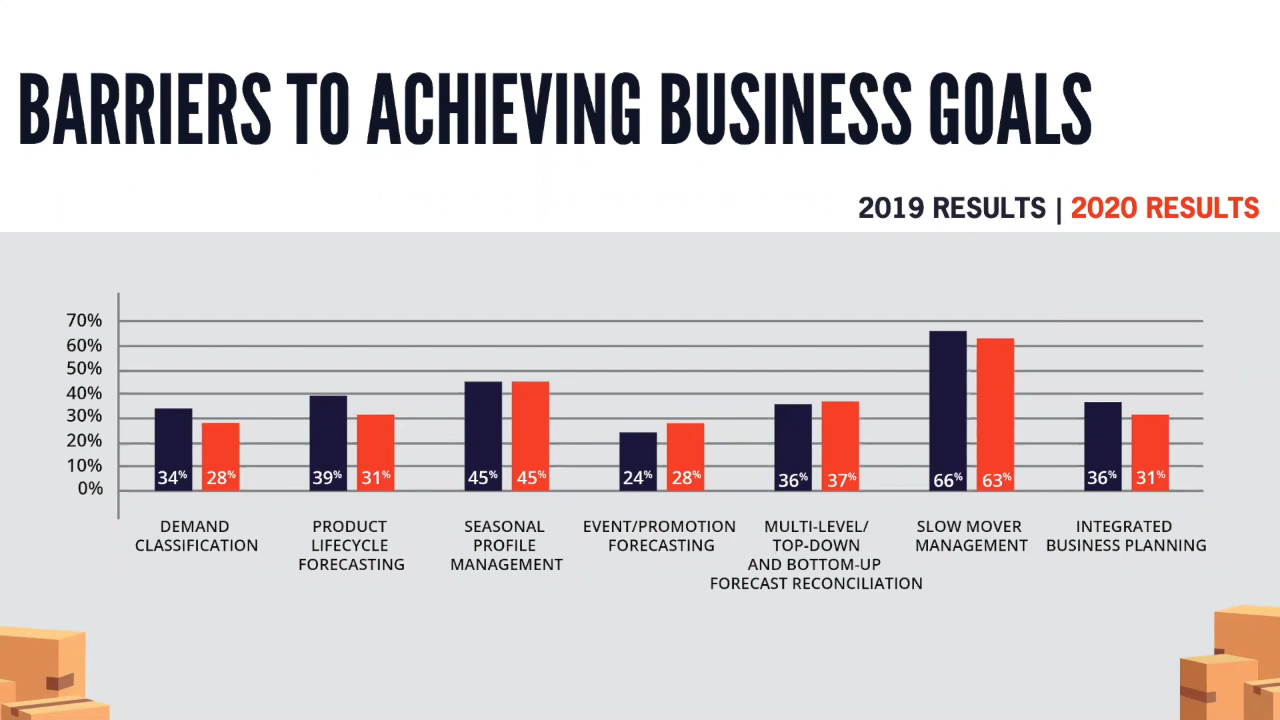 BARRIERS TO ACHIEVING BUSINESS GOALS
2019 RESULTS | 2020 RESULTS
70%
60%
50%
40%
30%
20%
10%
0%
34% 28% 39% 31% 45% 45% 24% 28% 36% 37% 66% 63% 36% 31%
DEMAND
CLASSIFICATION
PRODUCT
LIFECYCLE
FORECASTING
SEASONAL
PROFILE
MANAGEMENT
EVENT/PROMOTION
FORECASTING
MULTI-LEVEL/
TOP-DOWN
AND BOTTOM-UP
FORECAST RECONCILIATION
SLOW MOVER
MANAGEMENT
INTEGRATED
BUSINESS PLANNING